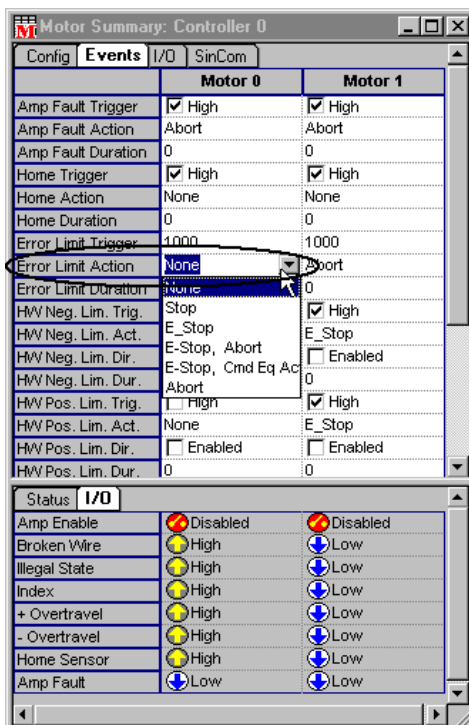 Motor Summary: Controller 0
Config Events I/O SinCom
Motor 0 Motor 1
Amp Fault Trigger High High
Amp Fault Action Abort Abort
Amp Fault Duration 0 0
Home Trigger High High
Home Action None None
Home Duration 0 0
Error Limit Trigger 1000 1000
Error Limit Action None Abort
Error Limit Duration None 0
HW Neg. Lim. Trig. Stop High
HW Neg. Lim. Act. E_Stop E_Stop
HW Neg. Lim. Dir. E-Stop, Abort Enabled
HW Neg. Lim. Dur. E-Stop, Cmd Eq Ac 0
Abort
HW Pos. Lim. Trig. High High
HW Pos. Lim. Act. None E_Stop
HW Pos. Lim. Dir. Enabled Enabled
HW Pos. Lim. Dur. 0 0
Status I/O
Amp Enable Disabled Disabled
Broken Wire High Low
Illegal State High Low
Index High Low
+ Overtravel High Low
- Overtravel High Low
Home Sensor High Low
Amp Fault Low Low